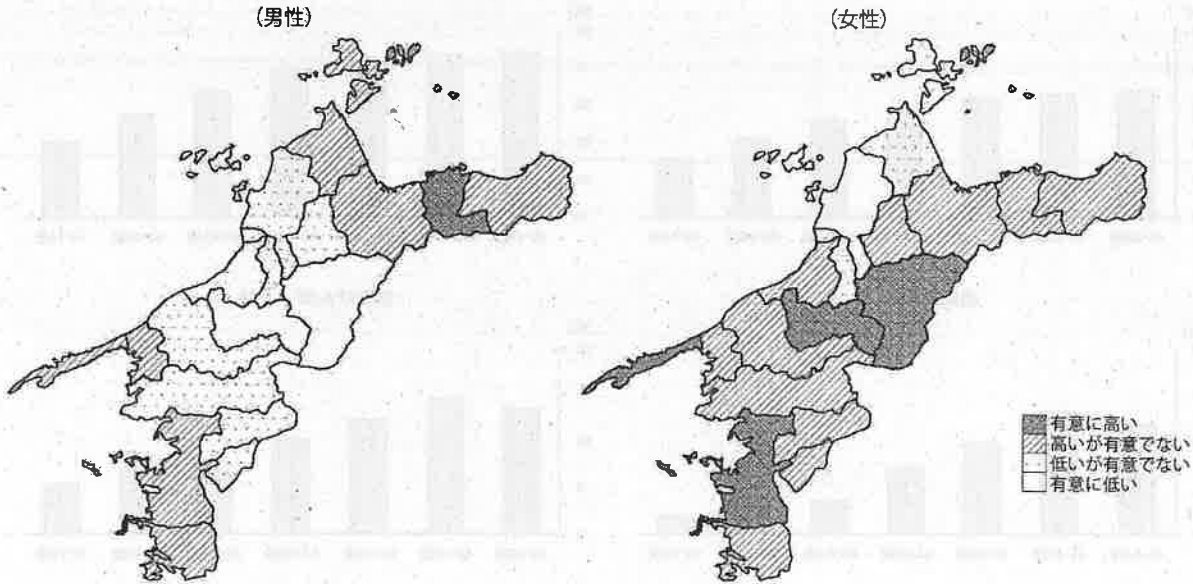 (男性)
(女性)
有意に高い
高いが有意でない
低いが有意でない
有意に低い